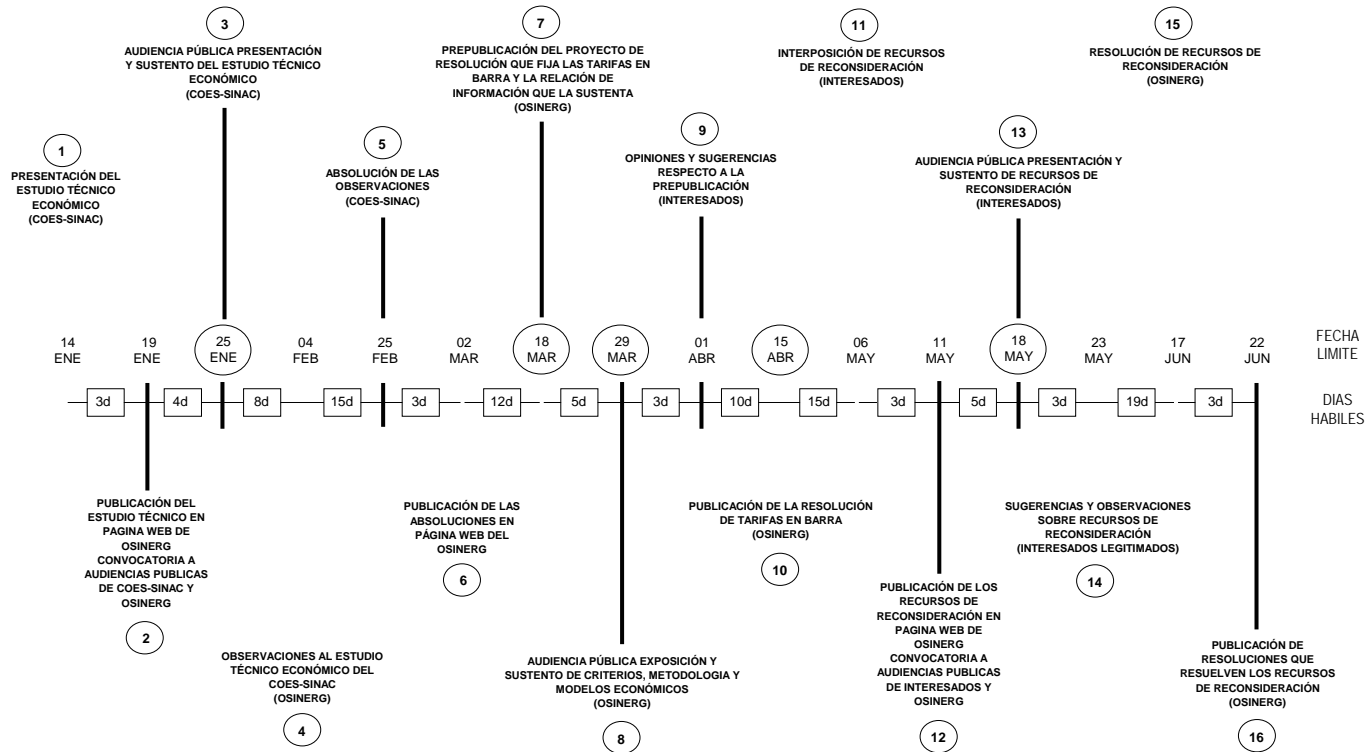 3
AUDIENCIA PÚBLICA PRESENTACIÓN
Y SUSTENTO DEL ESTUDIO TÉCNICO
ECONÓMICO
(COES-SINAC)
7
PREPUBLICACIÓN DEL PROYECTO DE
RESOLUCIÓN QUE FIJA LAS TARIFAS EN
BARRA Y LA RELACIÓN DE
INFORMACIÓN QUE LA SUSTENTA
(OSINERG)
11
INTERPOSICIÓN DE RECURSOS
DE RECONSIDERACIÓN
(INTERESADOS)
15
RESOLUCIÓN DE RECURSOS DE
RECONSIDERACIÓN
(OSINERG)
1
PRESENTACIÓN DEL
ESTUDIO TÉCNICO
ECONÓMICO
(COES-SINAC)
5
ABSOLUCIÓN DE LAS
OBSERVACIONES
(COES-SINAC)
9
OPINIONES Y SUGERENCIAS
RESPECTO A LA
PREPUBLICACIÓN
(INTERESADOS)
13
AUDIENCIA PÚBLICA PRESENTACIÓN Y
SUSTENTO DE RECURSOS DE
RECONSIDERACIÓN
(INTERESADOS)
14 19 25 04 25 02 18 29 01 15 06 11 18 23 17 22
ENE ENE ENE FEB FEB MAR MAR MAR ABR ABR MAY MAY MAY MAY JUN JUN
FECHA
LIMITE
3d 4d 8d 15d 3d 12d 5d 3d 10d 15d 3d 5d 3d 19d 3d
DIAS
HABILES
PUBLICACIÓN DEL
ESTUDIO TÉCNICO EN
PAGINA WEB DE
OSINERG
CONVOCATORIA A
AUDIENCIAS PUBLICAS
DE COES-SINAC Y
OSINERG
2
OBSERVACIONES AL ESTUDIO
TÉCNICO ECONÓMICO DEL
COES-SINAC
(OSINERG)
4
PUBLICACIÓN DE LAS
ABSOLUCIONES EN
PÁGINA WEB DEL
OSINERG
6
AUDIENCIA PÚBLICA EXPOSICIÓN Y
SUSTENTO DE CRITERIOS, METODOLOGIA Y
MODELOS ECONÓMICOS
(OSINERG)
8
PUBLICACIÓN DE LA RESOLUCIÓN
DE TARIFAS EN BARRA
(OSINERG)
10
PUBLICACIÓN DE LOS
RECURSOS DE
RECONSIDERACIÓN EN
PAGINA WEB DE
OSINERG
CONVOCATORIA A
AUDIENCIAS PUBLICAS
DE INTERESADOS Y
OSINERG
12
SUGERENCIAS Y OBSERVACIONES
SOBRE RECURSOS DE
RECONSIDERACIÓN
(INTERESADOS LEGITIMADOS)
14
PUBLICACIÓN DE
RESOLUCIONES QUE
RESUELVEN LOS RECURSOS
DE RECONSIDERACIÓN
(OSINERG)
16